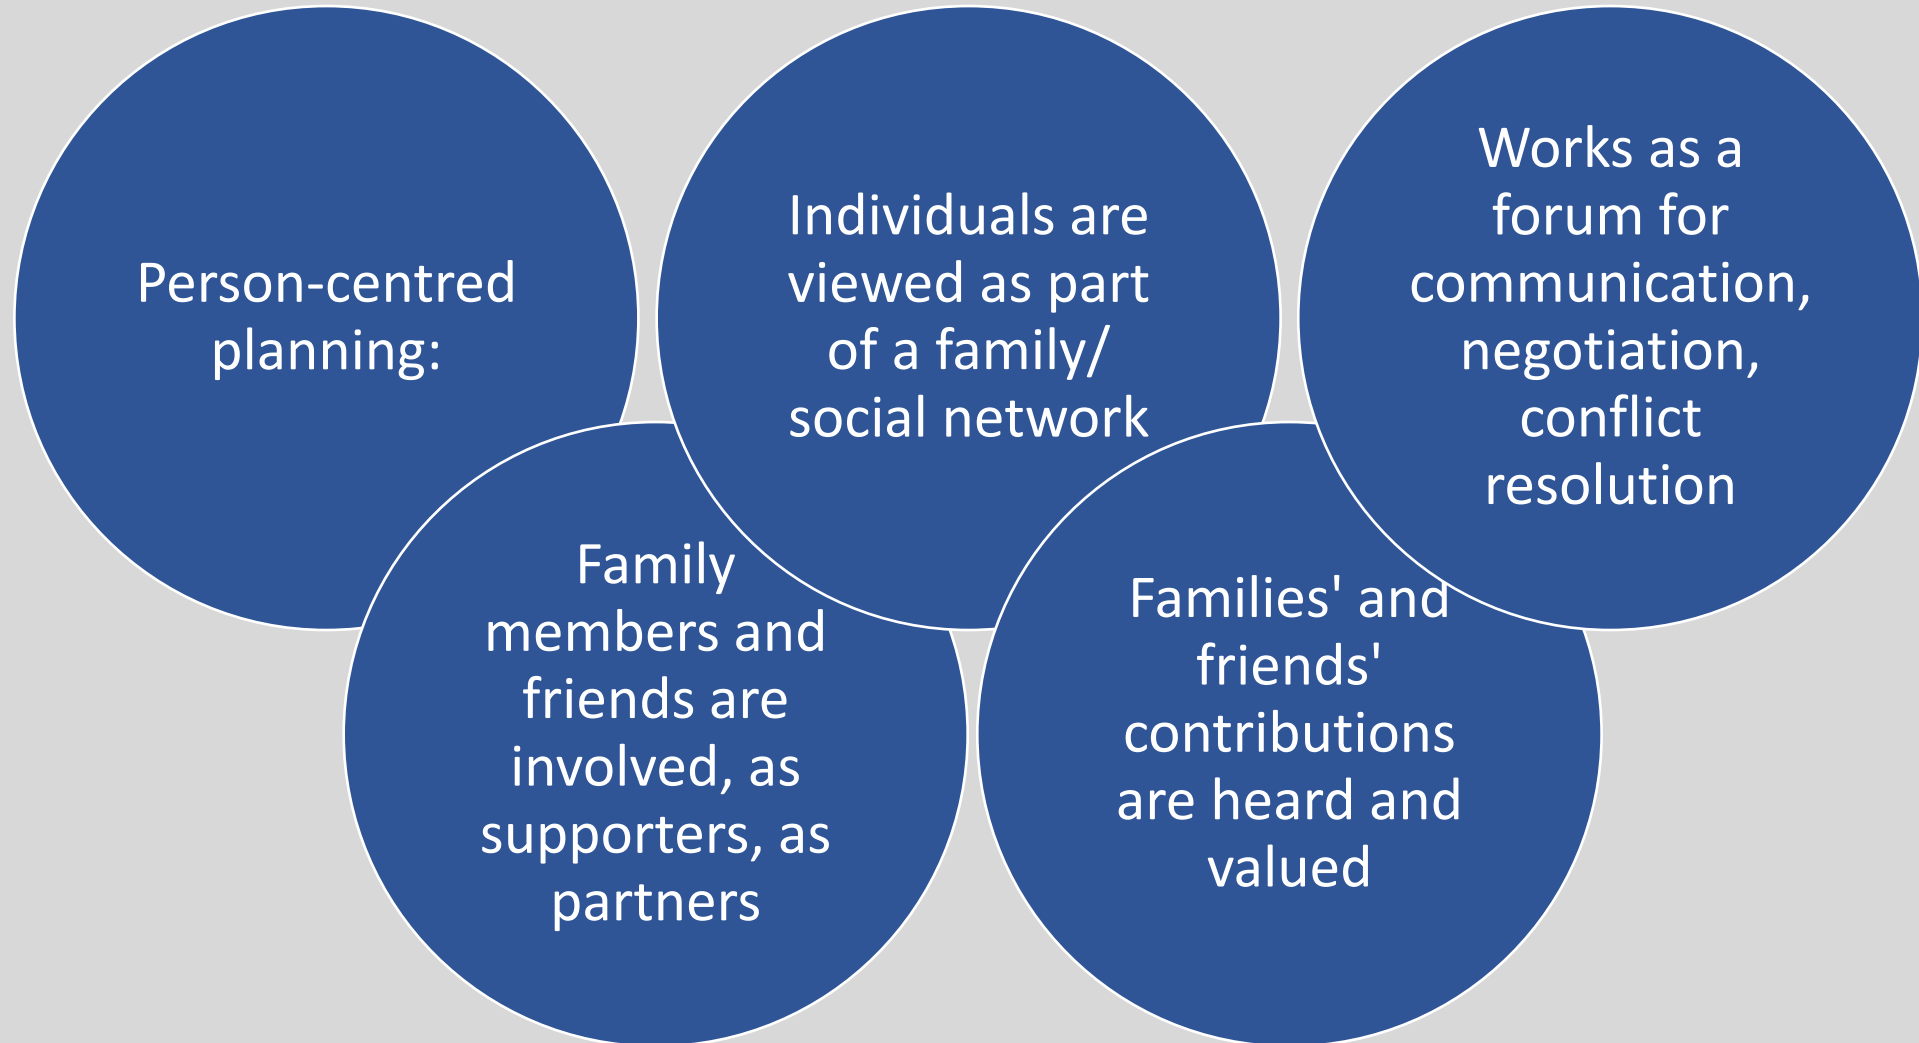 Person-centred
planning:
Family
members and
friends are
involved, as
supporters, as
partners
Individuals are
viewed as part
of a family/
social network
Families' and
friends'
contributions
are heard and
valued
Works as a
forum for
communication,
negotiation,
conflict
resolution